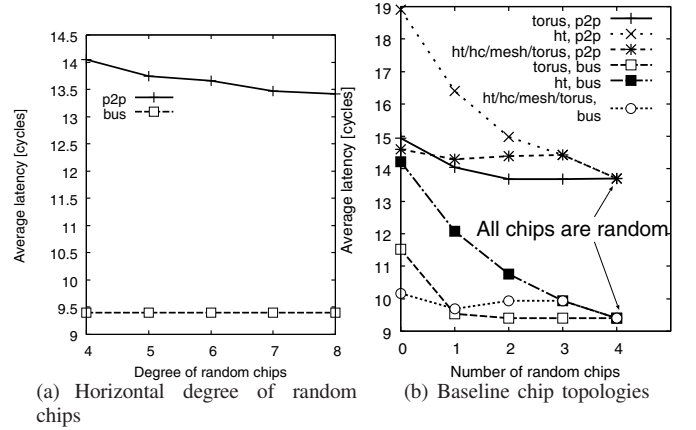 14.5
14
13.5
13
12.5
12
11.5
11
10.5
10
9.5
9
Average latency [cycles]
p2p
bus
4 5 6 7 8
Degree of random chips
(a) Horizontal degree of random
chips
19
18
17
16
15
14
13
12
11
10
9
Average latency [cycles]
torus, p2p
ht, p2p
ht/hc/mesh/torus, p2p
torus, bus
ht, bus
ht/hc/mesh/torus,
bus
All chips are random
0 1 2 3 4
Number of random chips
(b) Baseline chip topologies